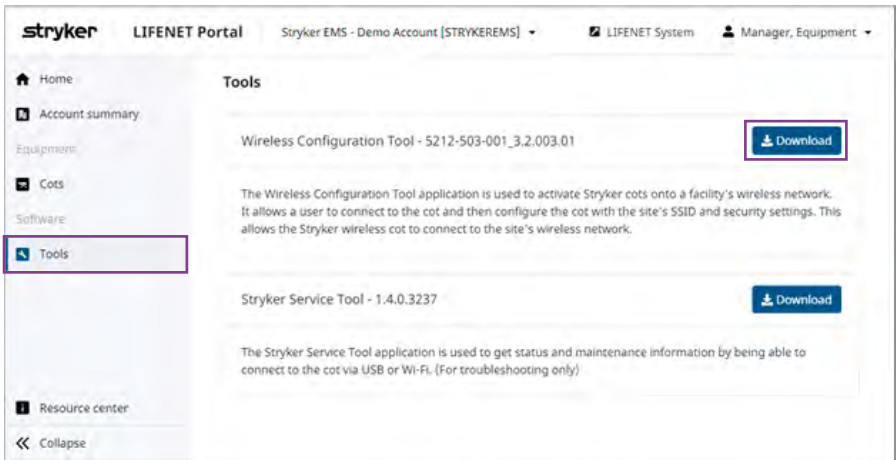 stryker LIFENET Portal Stryker EMS - Demo Account [STRYKEREMS] LIFENET System Manager, Equipment
Home
Account summary
Equipment
Cots
Software
Tools
Resource center
Collapse
Tools
Wireless Configuration Tool - 5212-503-001_3.2.003.01 Download
The Wireless Configuration Tool application is used to activate Stryker cots onto a facility's wireless network.
It allows a user to connect to the cot and then configure the cot with the site's SSID and security settings. This
allows the Stryker wireless cot to connect to the site's wireless network.
Stryker Service Tool - 1.4.0.3237 Download
The Stryker Service Tool application is used to get status and maintenance information by being able to
connect to the cot via USB or Wi-Fi. (For troubleshooting only)